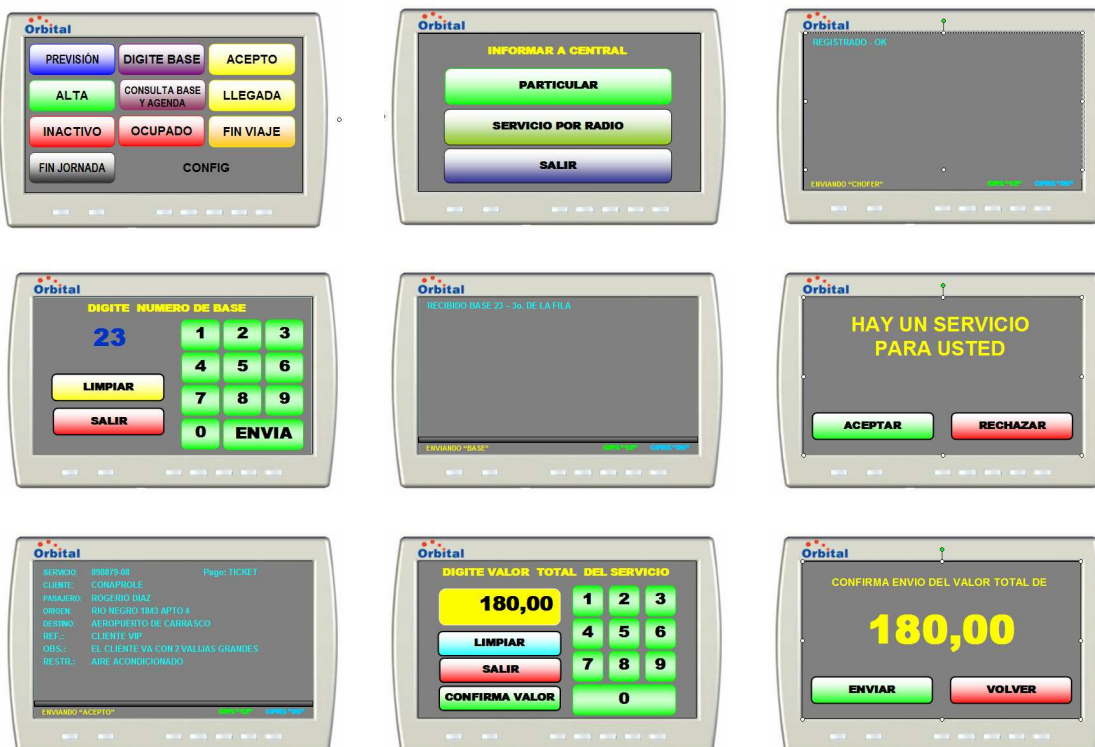 Orbital
PREVISIÓN DIGITE BASE ACEPTO
ALTA CONSULTA BASE Y AGENDA LLEGADA
INACTIVO OCUPADO FIN VIAJE
FIN JORNADA CONFIG
Orbital
INFORMAR A CENTRAL
PARTICULAR
SERVICIO POR RADIO
SALIR
Orbital
REGISTRADO - OK
ENVIANDO "CHOFER"
Orbital
DIGITE NUMERO DE BASE
23
1 2 3
4 5 6
LIMPIAR
7 8 9
SALIR
0 ENVIA
Orbital
RECIBIDO BASE 23 – 3o. DE LA FILA
ENVIANDO "BASE"
Orbital
HAY UN SERVICIO
PARA USTED
ACEPTAR RECHAZAR
Orbital
SERVICIO: 098879-08 Pago: TICKET
CLIENTE: CONAPROLE
PASAJERO: ROGERIO DIAZ
ORIGEN: RIO NEGRO 1843 APTO 4
DESTINO: AEROPUERTO DE CARRASCO
REF.: CLIENTE VIP
OBS.: EL CLIENTE VA CON 2 VALIJAS GRANDES
RESTR.: AIRE ACONDICIONADO
ENVIANDO "ACEPTO"
Orbital
DIGITE VALOR TOTAL DEL SERVICIO
180,00
1 2 3
LIMPIAR
4 5 6
SALIR
7 8 9
CONFIRMA VALOR 0
Orbital
CONFIRMA ENVIO DEL VALOR TOTAL DE
180,00
ENVIAR VOLVER